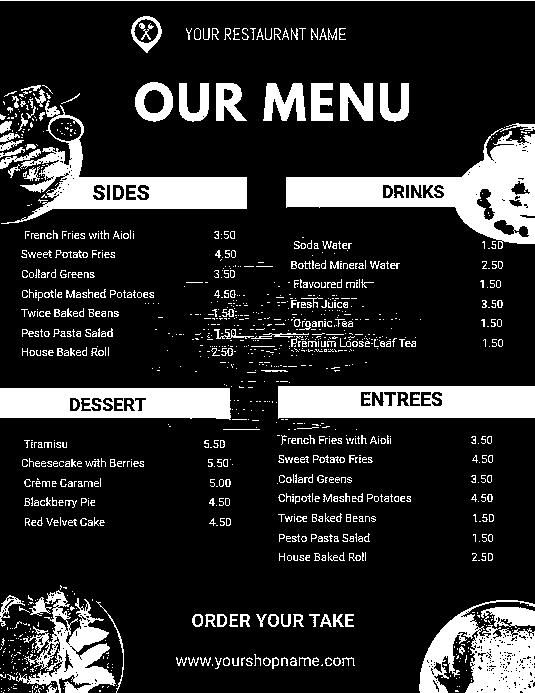 YOUR RESTAURANT NAME
OUR MENU
SIDES
French Fries with Aioli 3:50
Sweet Potato Fries 4.50
Collard Greens 3.50
Chipotle Mashed Potatoes 4.50
Twice Baked Beans 1.50
Pesto Pasta Salad 1.50
House Baked Roll 2.50
DRINKS
Soda Water 1.50
Bottled Mineral Water 2.50
Flavoured milk 1.50
Fresh Juice 3.50
Organic Tea 1.50
Premium Loose-Leaf Tea 1.50
DESSERT
Tiramisu 5.50
Cheesecake with Berries 5.50
Crème Caramel 5.00
Blackberry Pie 4.50
Red Velvet Cake 4.50
ENTREES
French Fries with Aioli 3.50
Sweet Potato Fries 4.50
Collard Greens 3.50
Chipotle Mashed Potatoes 4.50
Twice Baked Beans 1.50
Pesto Pasta Salad 1.50
House Baked Roll 2.50
ORDER YOUR TAKE
www.yourshopname.com